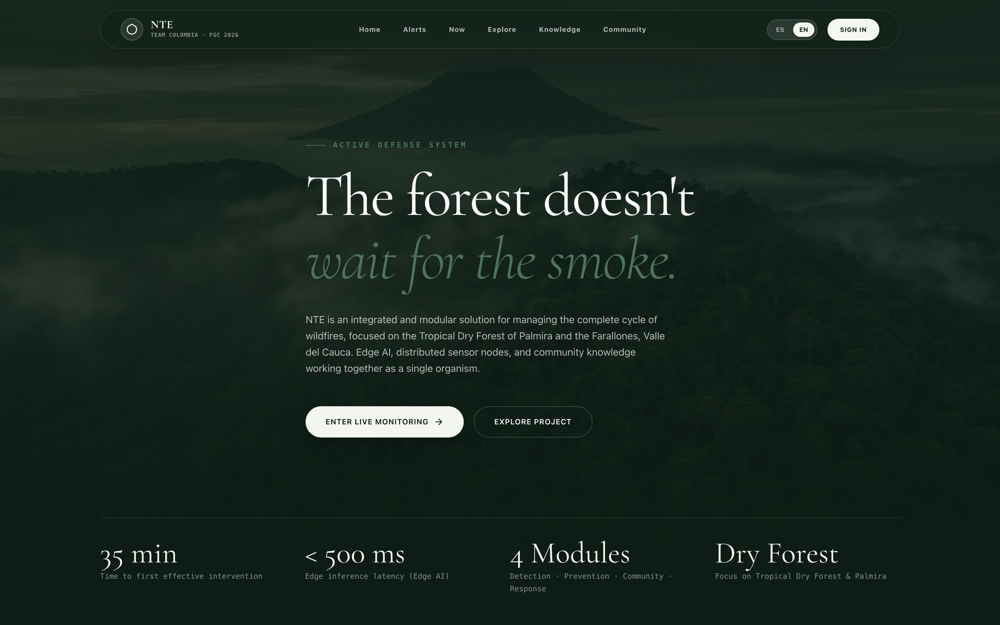 NTE
TEAM COLOMBIA · FGC 2026
Home
Alerts
Now
Explore
Knowledge
Community
ES
EN
SIGN IN
ACTIVE DEFENSE SYSTEM
The forest doesn't
wait for the smoke.
NTE is an integrated and modular solution for managing the complete cycle of
wildfires, focused on the Tropical Dry Forest of Palmira and the Farallones, Valle
del Cauca. Edge AI, distributed sensor nodes, and community knowledge
working together as a single organism.
ENTER LIVE MONITORING →
EXPLORE PROJECT
35 min
Time to first effective intervention
< 500 ms
Edge inference latency (Edge AI)
4 Modules
Detection · Prevention · Community ·
Response
Dry Forest
Focus on Tropical Dry Forest & Palmira